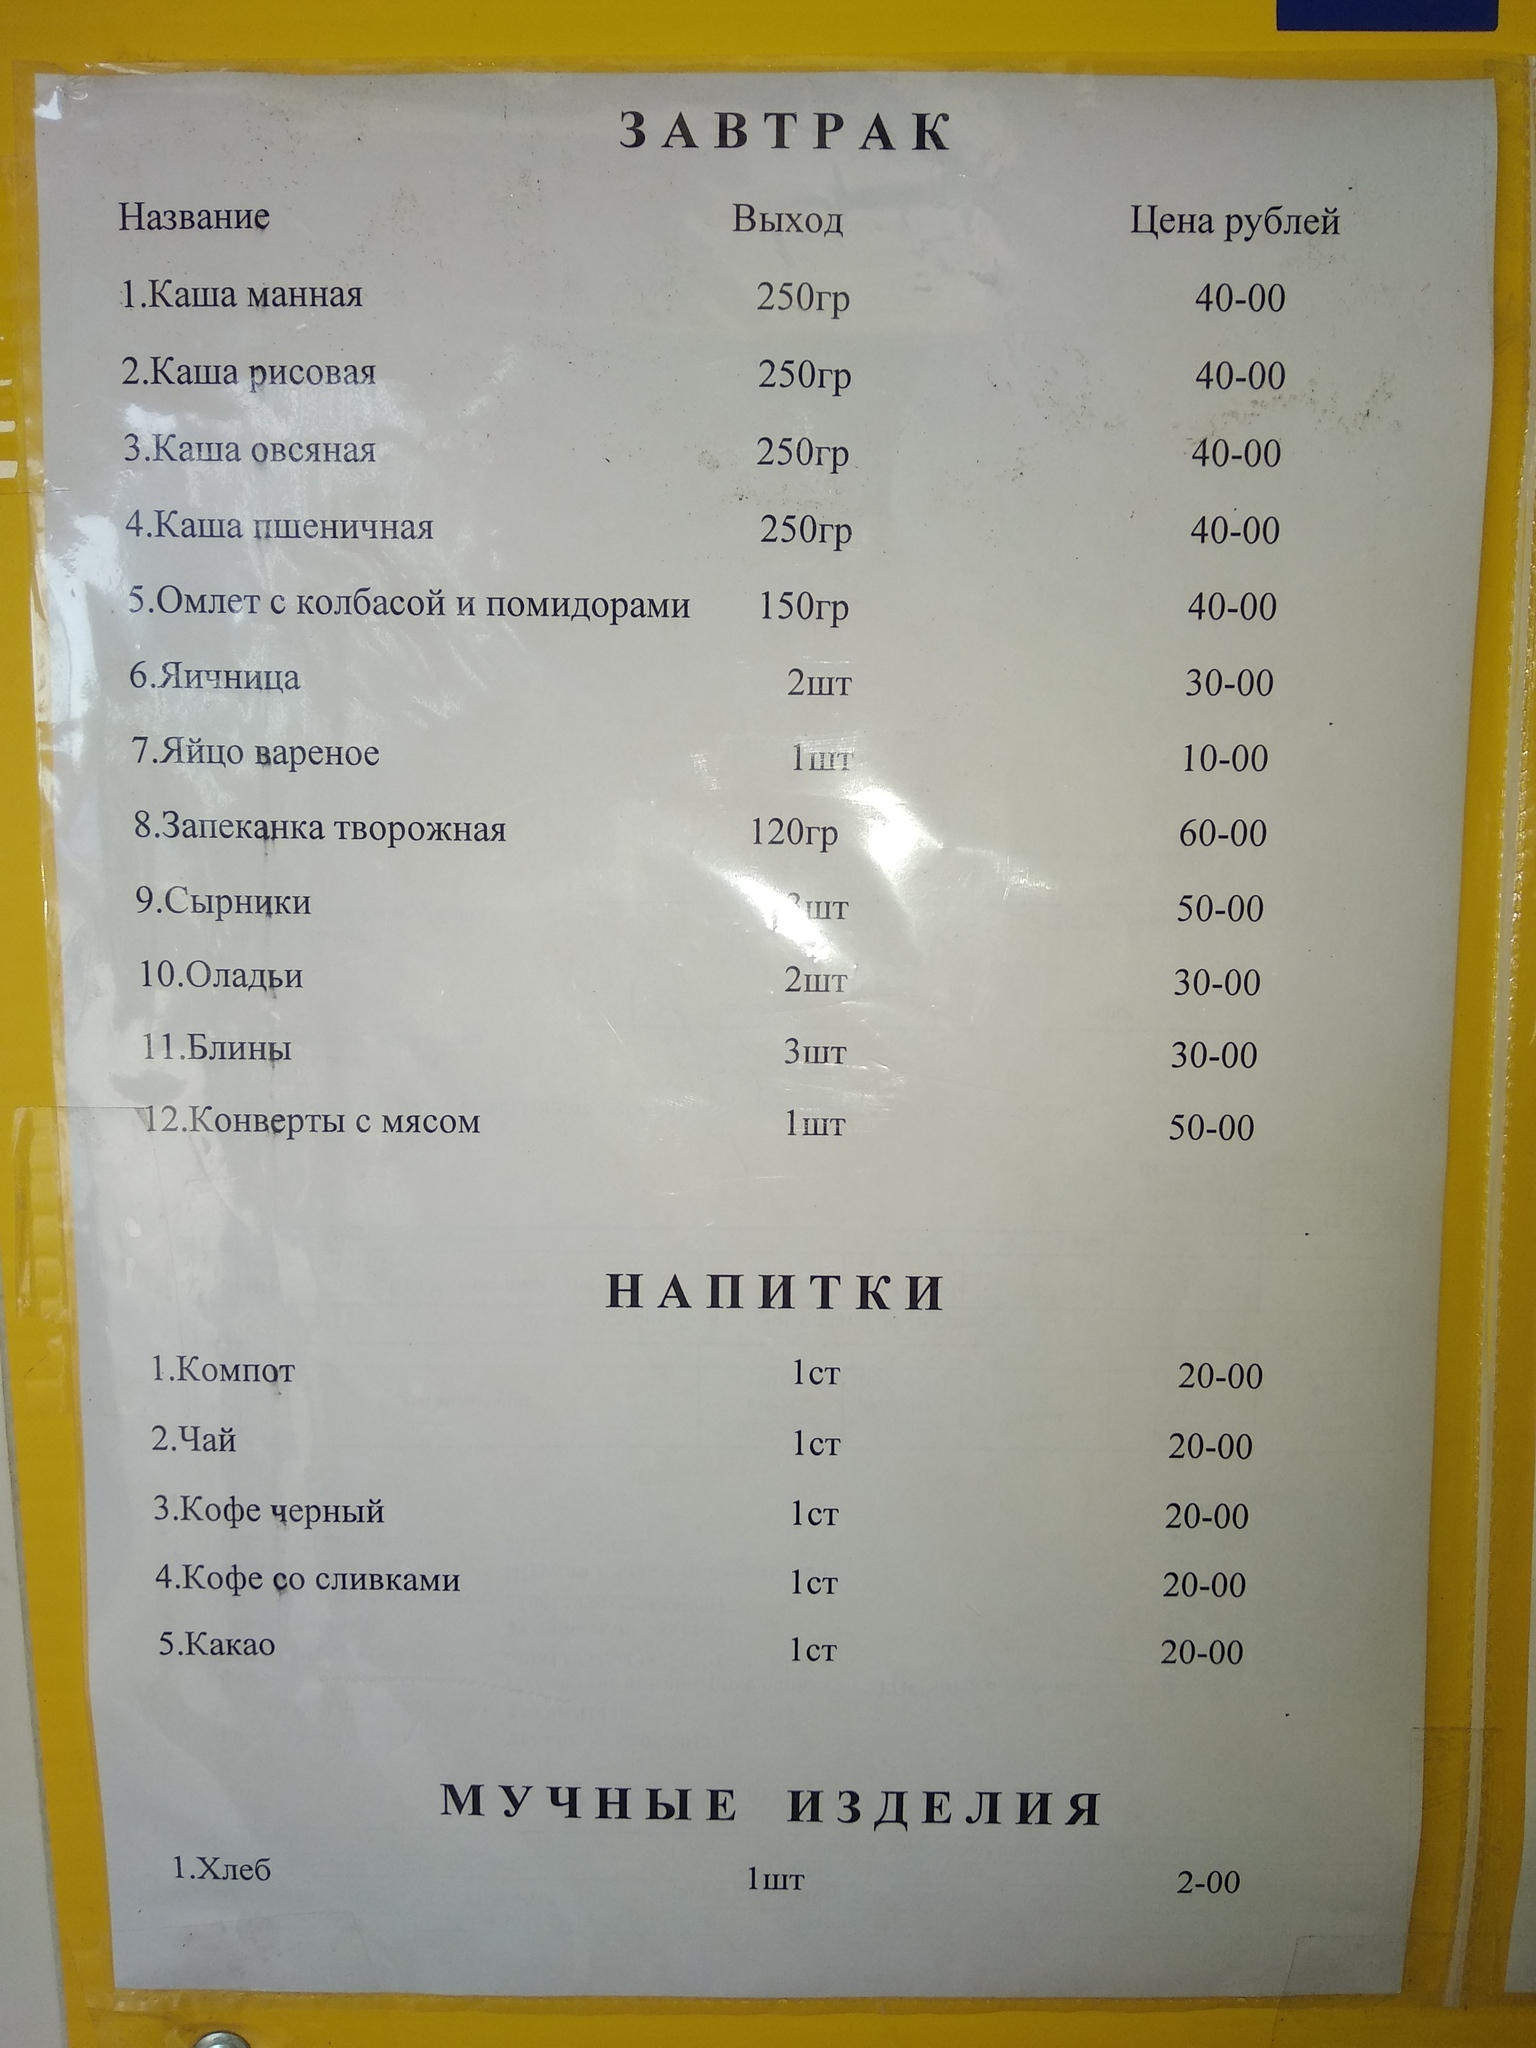 ЗАВТРАК
Название Выход Цена рублей
1.Каша манная 250гр 40-00
2.Каша рисовая 250гр 40-00
3.Каша овсяная 250гр 40-00
4.Каша пшеничная 250гр 40-00
5.Омлет с колбасой и помидорами 150гр 40-00
6.Яичница 2шт 30-00
7.Яйцо вареное 1шт 10-00
8.Запеканка творожная 120гр 60-00
9.Сырники 50-00
10.Оладьи 2шт 30-00
11.Блины 3шт 30-00
12.Конверты с мясом 1шт 50-00
НАПИТКИ
1.Компот 1ст 20-00
2.Чай 1ст 20-00
3.Кофе черный 1ст 20-00
4.Кофе со сливками 1ст 20-00
5.Какао 1ст 20-00
МУЧНЫЕ ИЗДЕЛИЯ
1.Хлеб 1шт 2-00